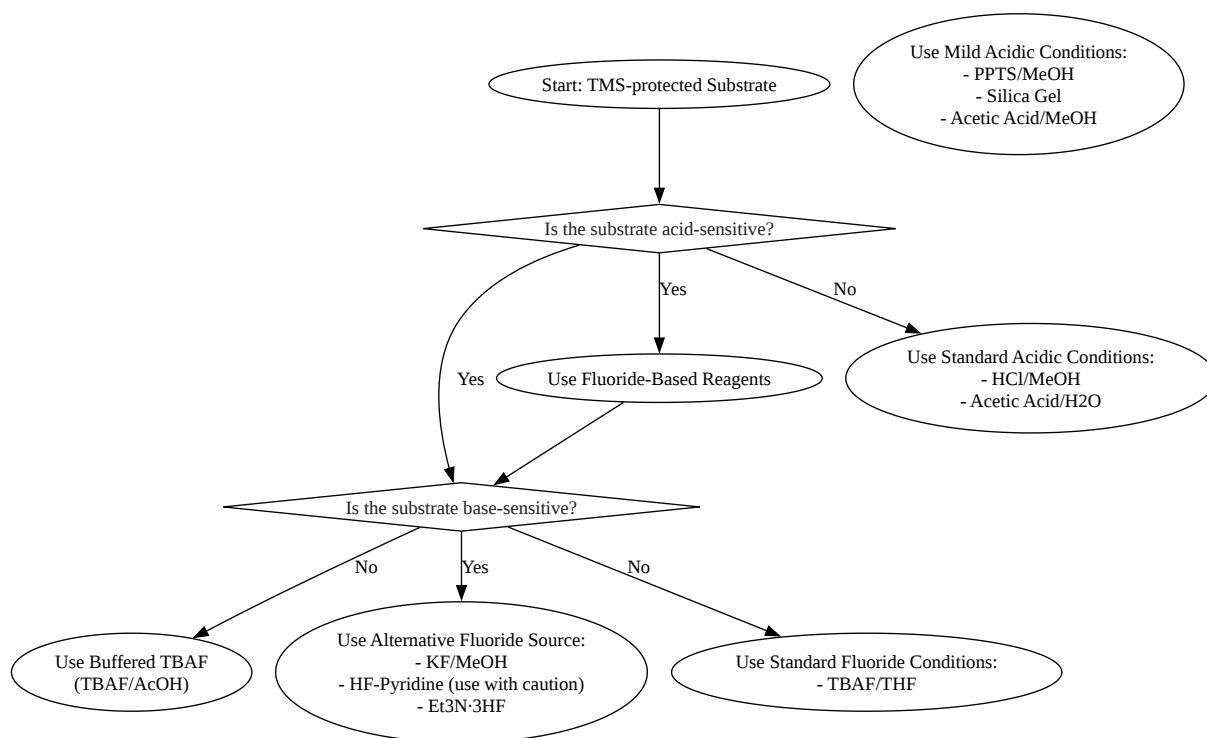 Start: TMS-protected Substrate
Use Mild Acidic Conditions:
- PPTS/MeOH
- Silica Gel
- Acetic Acid/MeOH
Is the substrate acid-sensitive?
Yes
Yes
No
Use Fluoride-Based Reagents
Use Standard Acidic Conditions:
- HCl/MeOH
- Acetic Acid/H2O
Is the substrate base-sensitive?
No
Yes
No
Use Buffered TBAF
(TBAF/AcOH)
Use Alternative Fluoride Source:
- KF/MeOH
- HF-Pyridine (use with caution)
- Et3N·3HF
Use Standard Fluoride Conditions:
- TBAF/THF